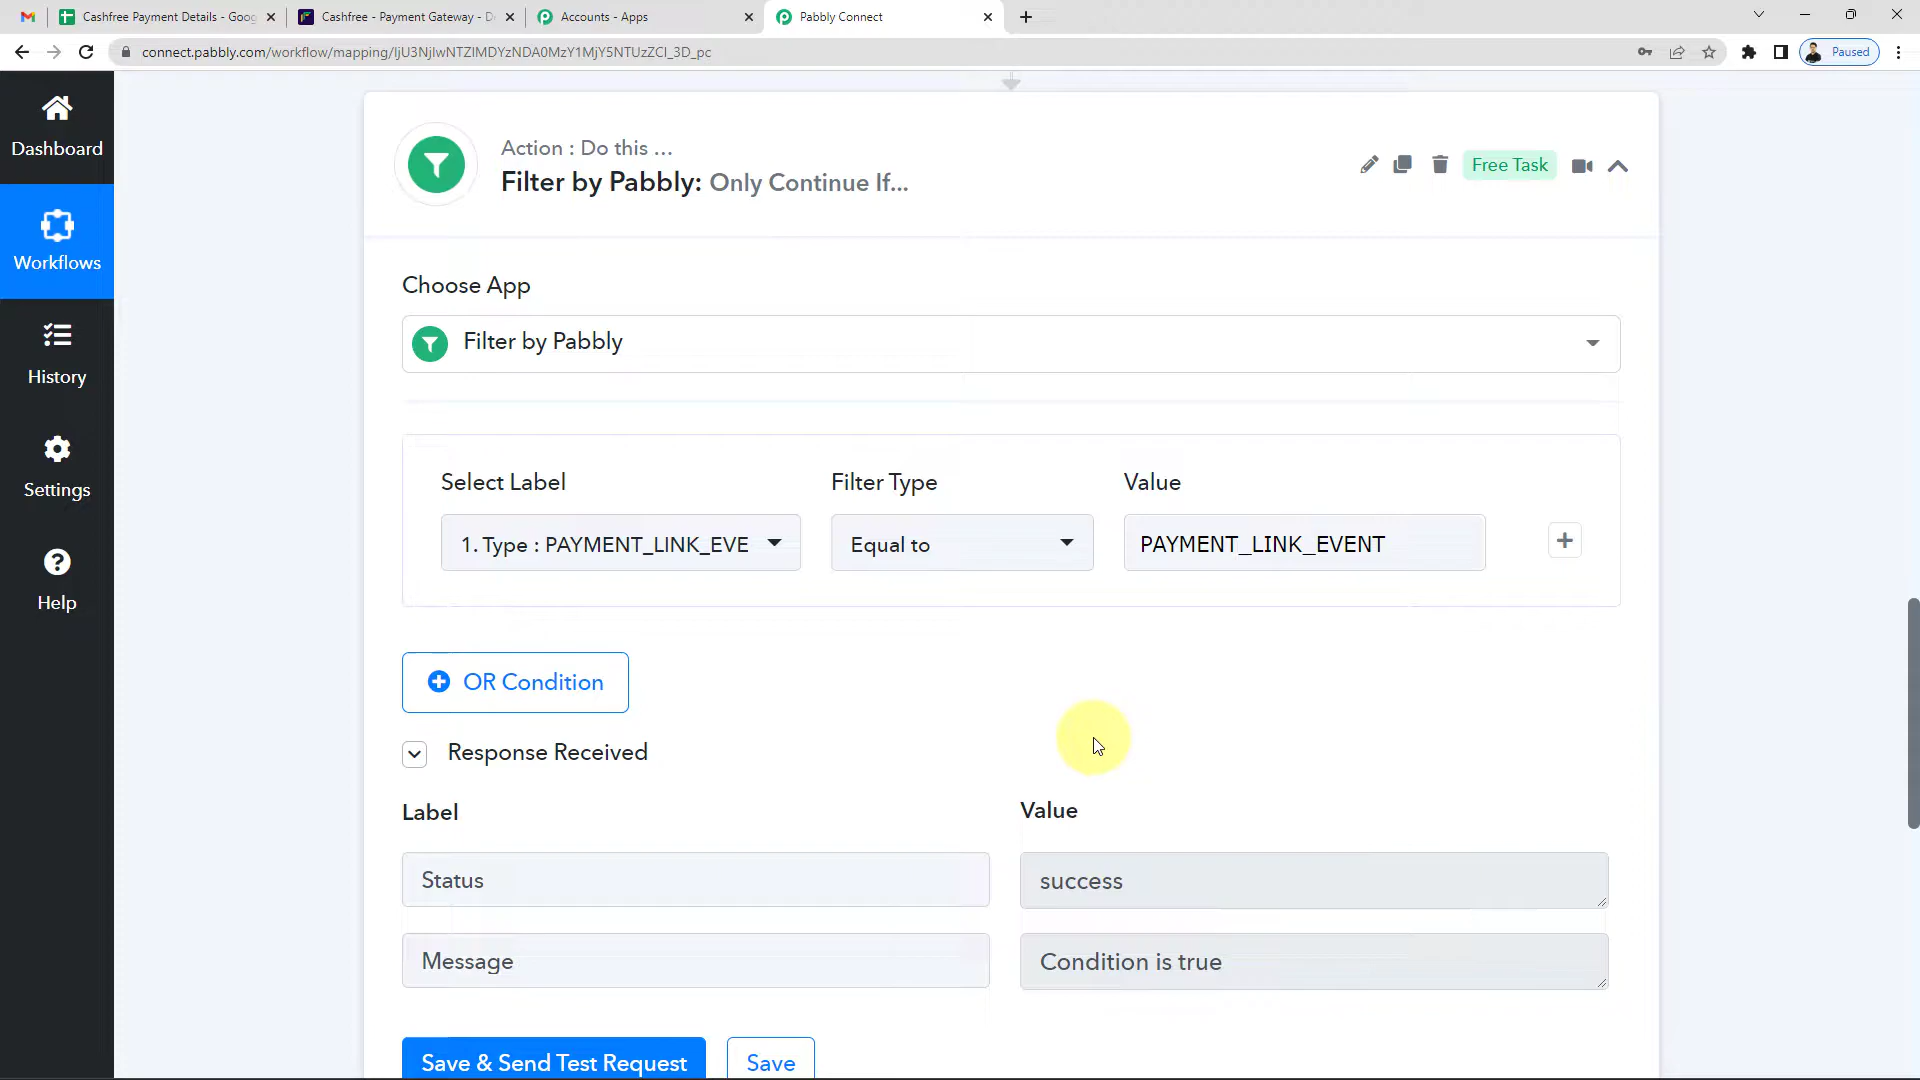 Cashfree Payment Details - Goog
Cashfree - Payment Gateway - D
Accounts - Apps
Pabbly Connect
connect.pabbly.com/workflow/mapping/IjU3NjIwNTZlMDYzNDA0MzY1MjY5NTUzZCI_3D_pc
Paused
Dashboard
Workflows
History
Settings
Help
Action : Do this ...
Filter by Pabbly: Only Continue If...
Free Task
Choose App
Filter by Pabbly
Select Label
Filter Type
Value
1. Type : PAYMENT_LINK_EVE
Equal to
PAYMENT_LINK_EVENT
OR Condition
Response Received
Label
Value
Status
success
Message
Condition is true
Save & Send Test Request
Save